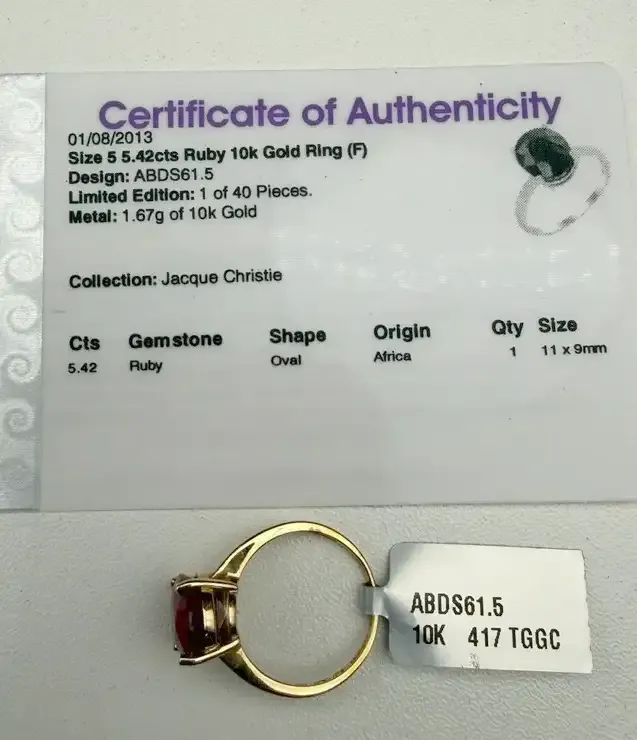 Certificate of Authenticity
01/08/2013
Size 5 5.42cts Ruby 10k Gold Ring (F)
Design: ABDS61.5
Limited Edition: 1 of 40 Pieces.
Metal: 1.67g of 10k Gold
Collection: Jacque Christie
Cts Gemstone Shape Origin Qty Size
5.42 Ruby Oval Africa 1 11 x 9mm
ABDS61.5
10K 417 TGGC